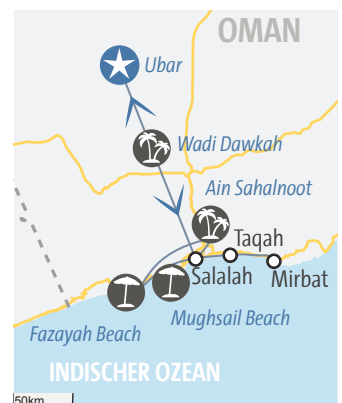 OMAN
Ubar
Wadi Dawkah
Ain Sahalnoot
Taqah
Salalah
Mirbat
Mughsail Beach
Fazayah Beach
INDISCHER OZEAN
50km